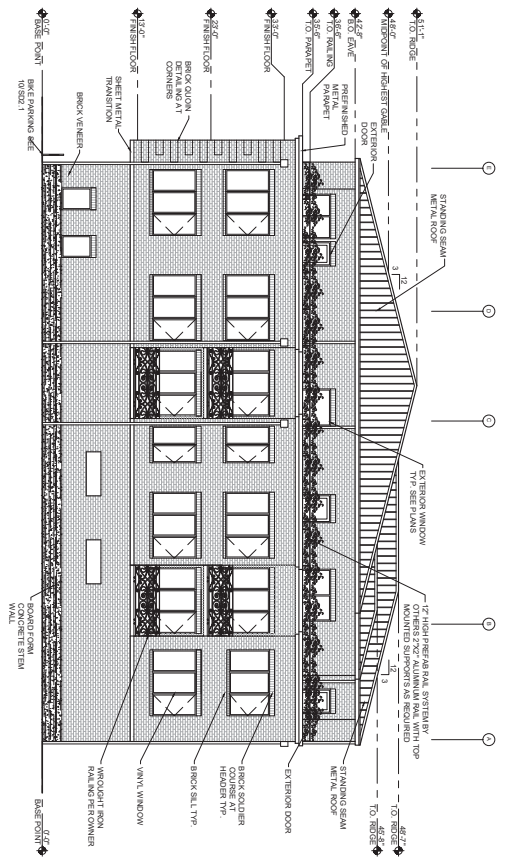 51'-1"
T.O. RIDGE
48'-0"
MIDPOINT OF HIGHEST GABLE
42'-8"
B.O. EAVE
36'-6"
T.O. RAILING
35'-6"
T.O. PARAPET
33'-0"
FINISH FLOOR
23'-0"
FINISH FLOOR
13'-0"
FINISH FLOOR
0'-0"
BASE POINT
E
D
C
B
A
STANDING SEAM
METAL ROOF
3
12
EXTERIOR
DOOR
PREFINISHED
METAL
PARAPET
BRICK QUOIN
DETAILING AT
CORNERS
SHEET METAL
TRANSITION
BRICK VENEER
BIKE PARKING SEE
10/SD2.1
EXTERIOR WINDOW
TYP. SEE PLANS
12" HIGH PREFAB RAIL SYSTEM BY
OTHERS 2"X2" ALUMINUM RAIL WITH TOP
MOUNTED SUPPORTS AS REQUIRED
12
3
48'-7"
T.O. RIDGE
45'-8"
T.O. RIDGE
STANDING SEAM
METAL ROOF
EXTERIOR DOOR
BRICK SOLDIER
COURSE AT
HEADER TYP.
BRICK SILL TYP.
VINYL WINDOW
WROUGHT IRON
RAILING PER OWNER
BOARD FORM
CONCRETE STEM
WALL
0'-0"
BASE POINT